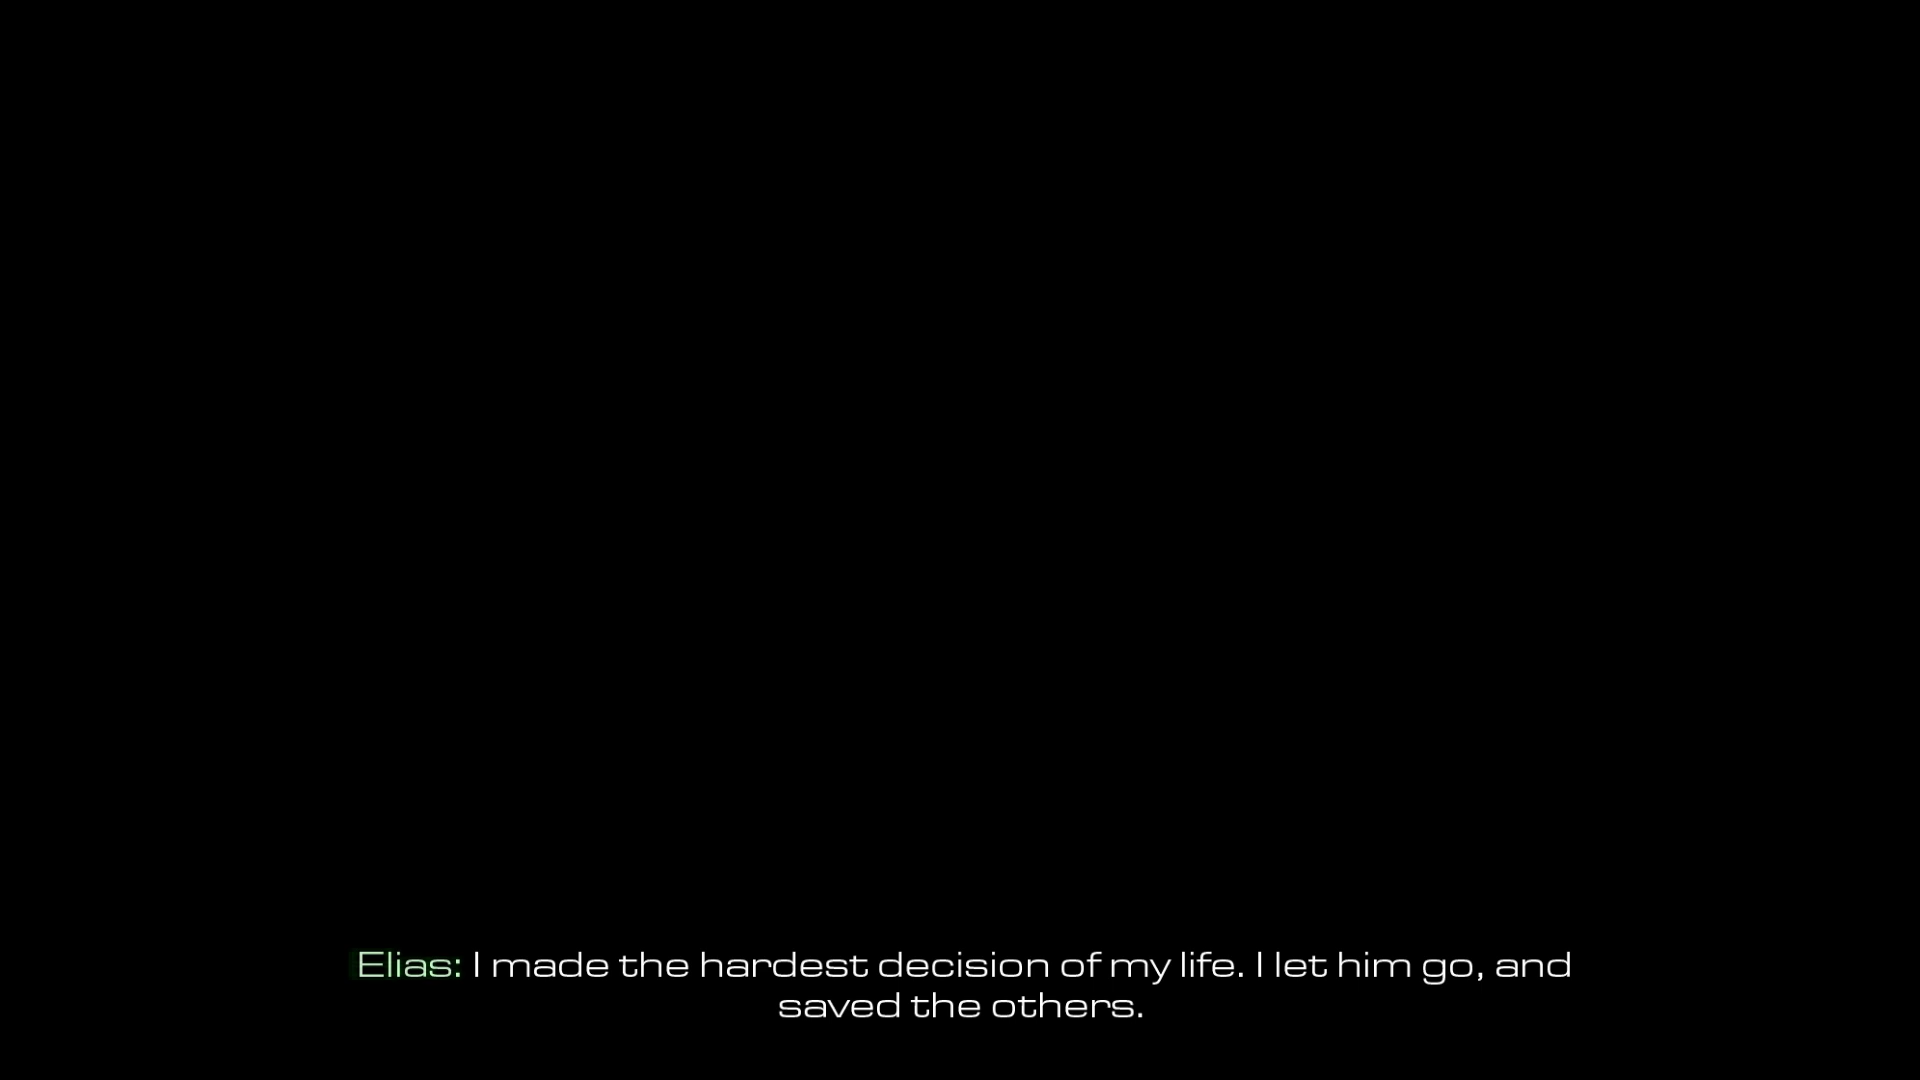 Elias: I made the hardest decision of my life. I let him go, and
saved the others.